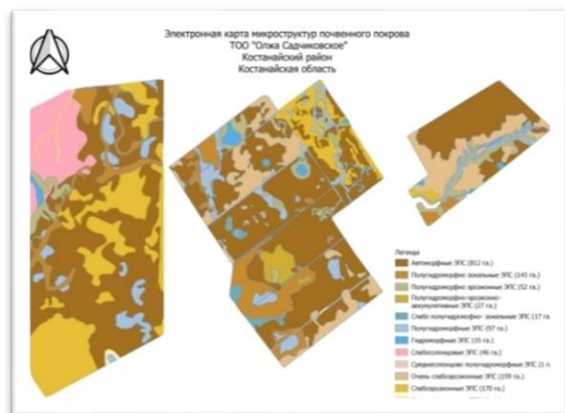 Электронная карта микроструктур почвенного покрова
ТОО "Олжа Садчиковское"
Костанайский район
Костанайская область
Легенда
Автоморфные ЭПС (812 га.)
Полугидроморфно зональные ЭПС (143 га.)
Полугидроморфно эрозионные ЭПС (52 га.)
Полугидроморфно эрозионно-
аккумулятивные ЭПС (27 га.)
Слабо полугидроморфно- зональные ЭПС (17 га
Полугидроморфные ЭПС (97 га.)
Гидроморфные ЭПС (15 га.)
Слабосолонцовые ЭПС (46 га.)
Среднесолонцово полугидроморфные ЭПС
Очень слабоэрозионные ЭПС (159 га.)
Слабоэрозионные ЭПС (170 га.)